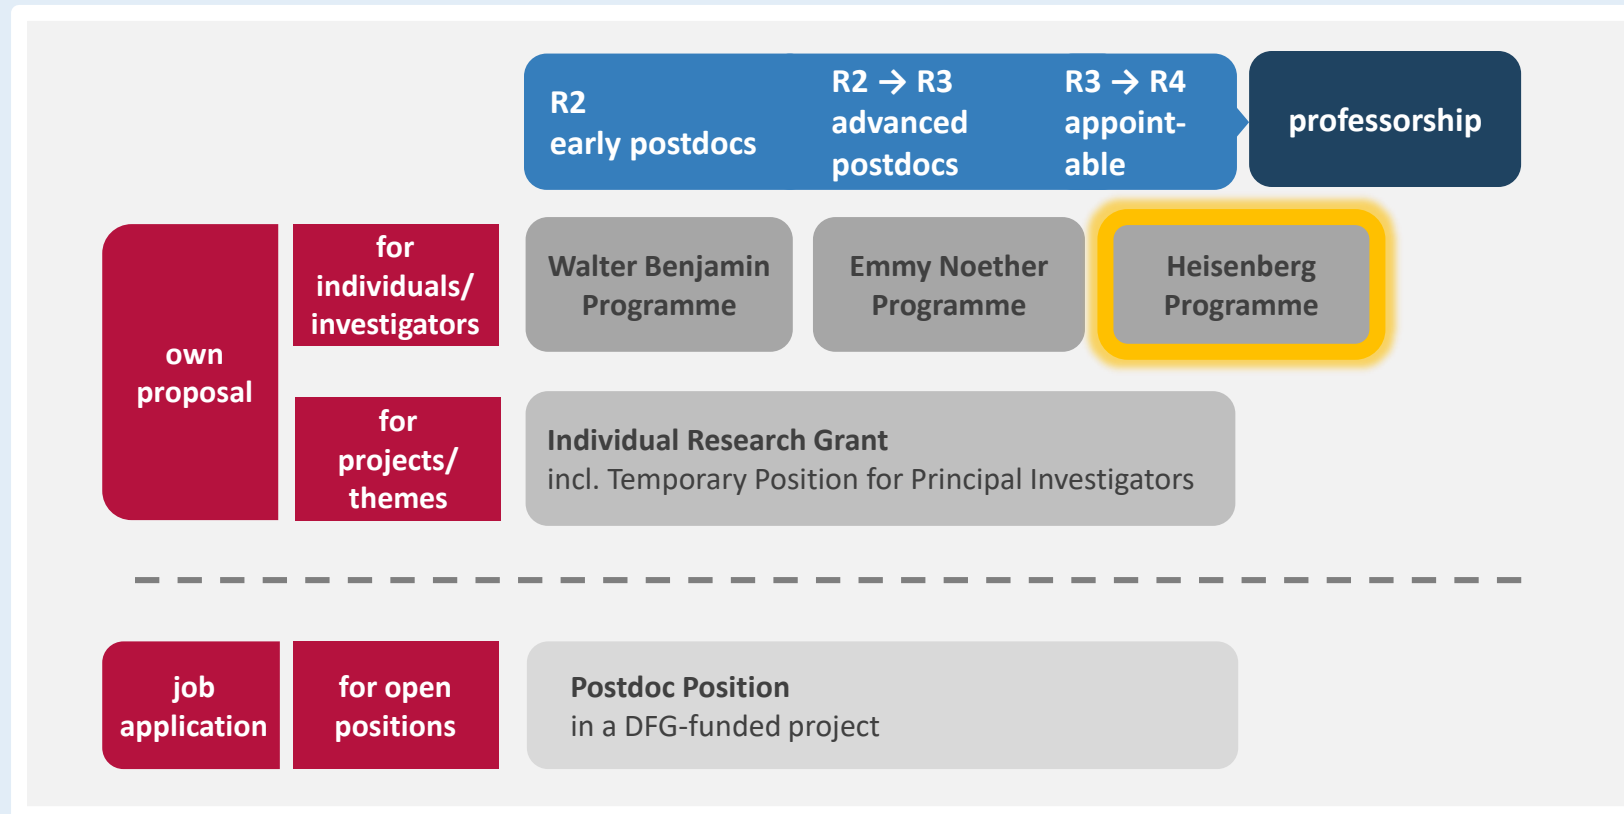 R2
early postdocs
R2 → R3
advanced
postdocs
R3 → R4
appoint-
able
professorship
own
proposal
for
individuals/
investigators
Walter Benjamin
Programme
Emmy Noether
Programme
Heisenberg
Programme
for
projects/
themes
Individual Research Grant
incl. Temporary Position for Principal Investigators
job
application
for open
positions
Postdoc Position
in a DFG-funded project